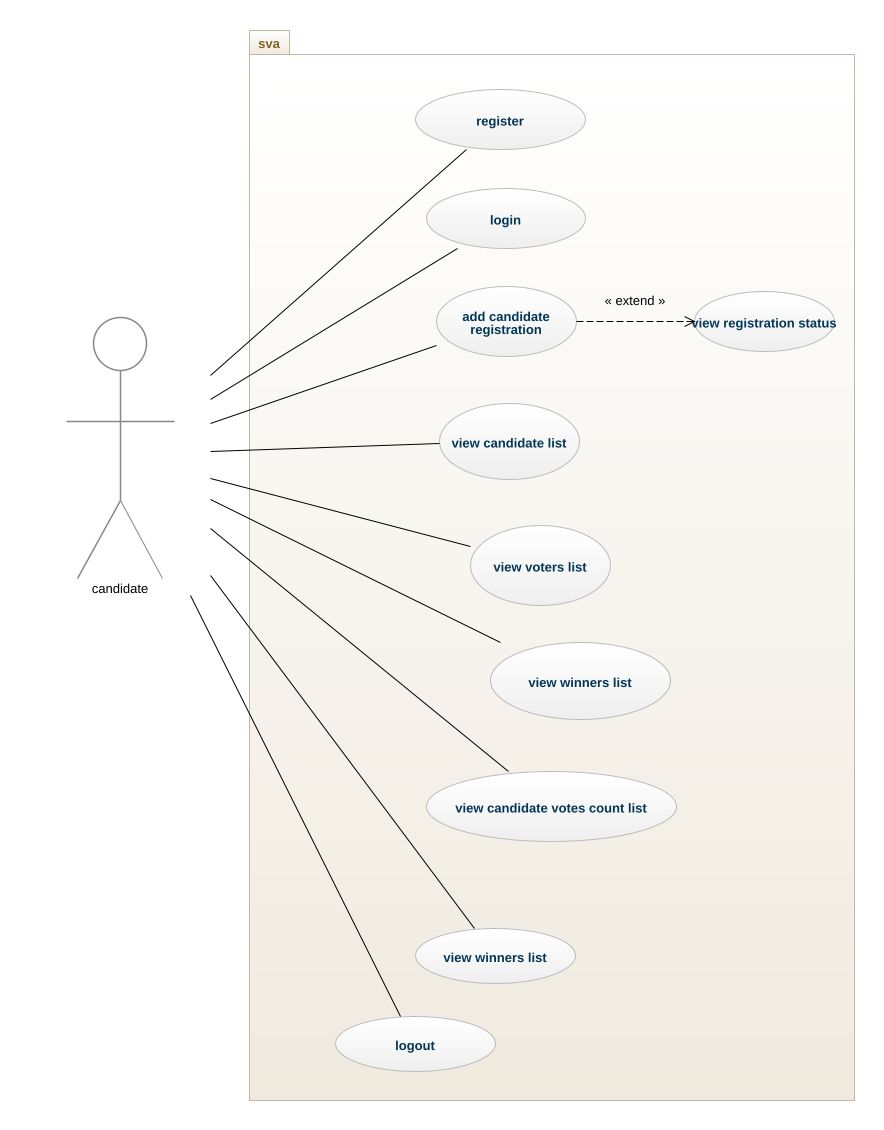 sva
register
login
add candidate
registration
« extend »
view registration status
view candidate list
view voters list
candidate
view winners list
view candidate votes count list
view winners list
logout